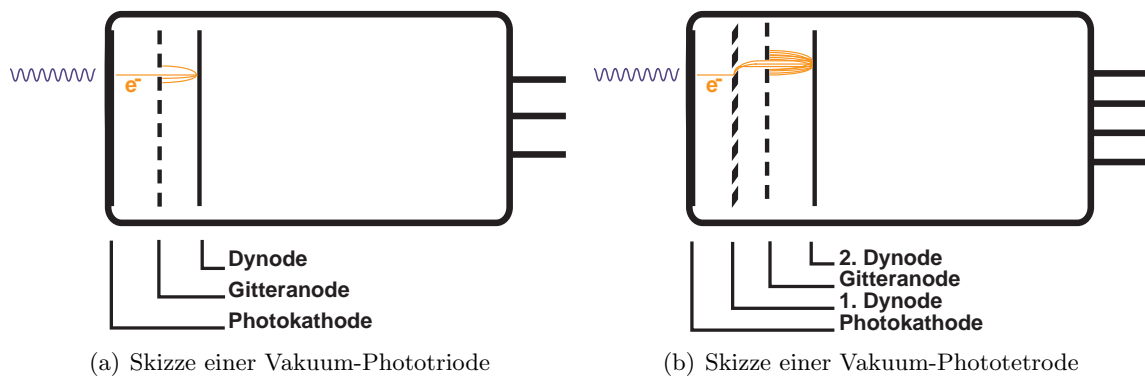 e-
Dynode
Gitteranode
Photokathode
(a) Skizze einer Vakuum-Phototriode
e-
2. Dynode
Gitteranode
1. Dynode
Photokathode
(b) Skizze einer Vakuum-Phototetrode